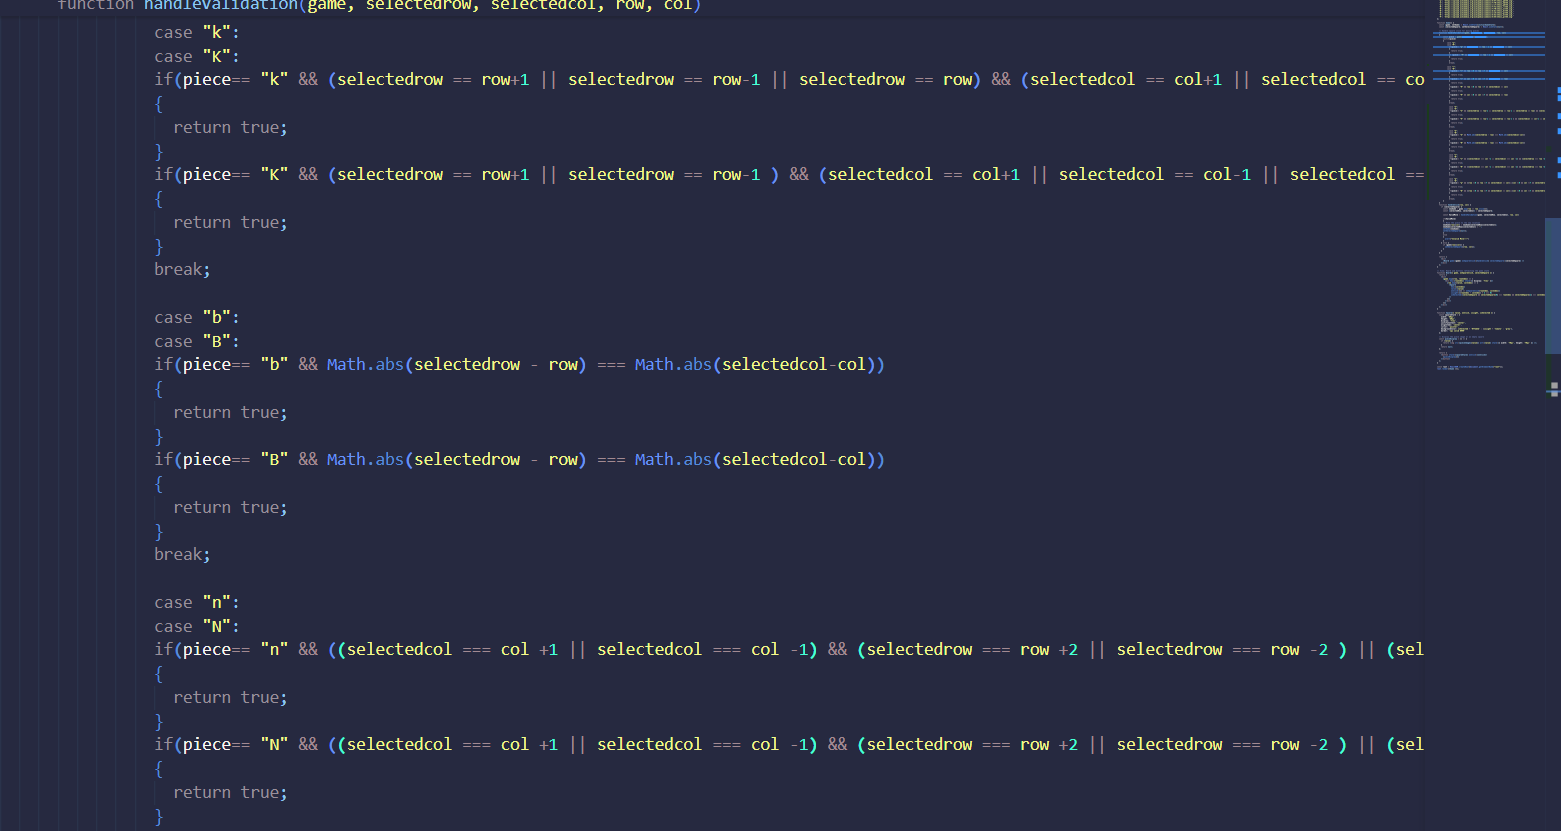 function handlevalidation(game, selectedrow, selectedcol, row, col)
case "k":
case "K":
if(piece== "k" && (selectedrow == row+1 || selectedrow == row-1 || selectedrow == row) && (selectedcol == col+1 || selectedcol == co
{
return true;
}
if(piece== "K" && (selectedrow == row+1 || selectedrow == row-1 ) && (selectedcol == col+1 || selectedcol == col-1 || selectedcol ==
{
return true;
}
break;
case "b":
case "B":
if(piece== "b" && Math.abs(selectedrow - row) === Math.abs(selectedcol-col))
{
return true;
}
if(piece== "B" && Math.abs(selectedrow - row) === Math.abs(selectedcol-col))
{
return true;
}
break;
case "n":
case "N":
if(piece== "n" && ((selectedcol === col +1 || selectedcol === col -1) && (selectedrow === row +2 || selectedrow === row -2 ) || (sel
{
return true;
}
if(piece== "N" && ((selectedcol === col +1 || selectedcol === col -1) && (selectedrow === row +2 || selectedrow === row -2 ) || (sel
{
return true;
}